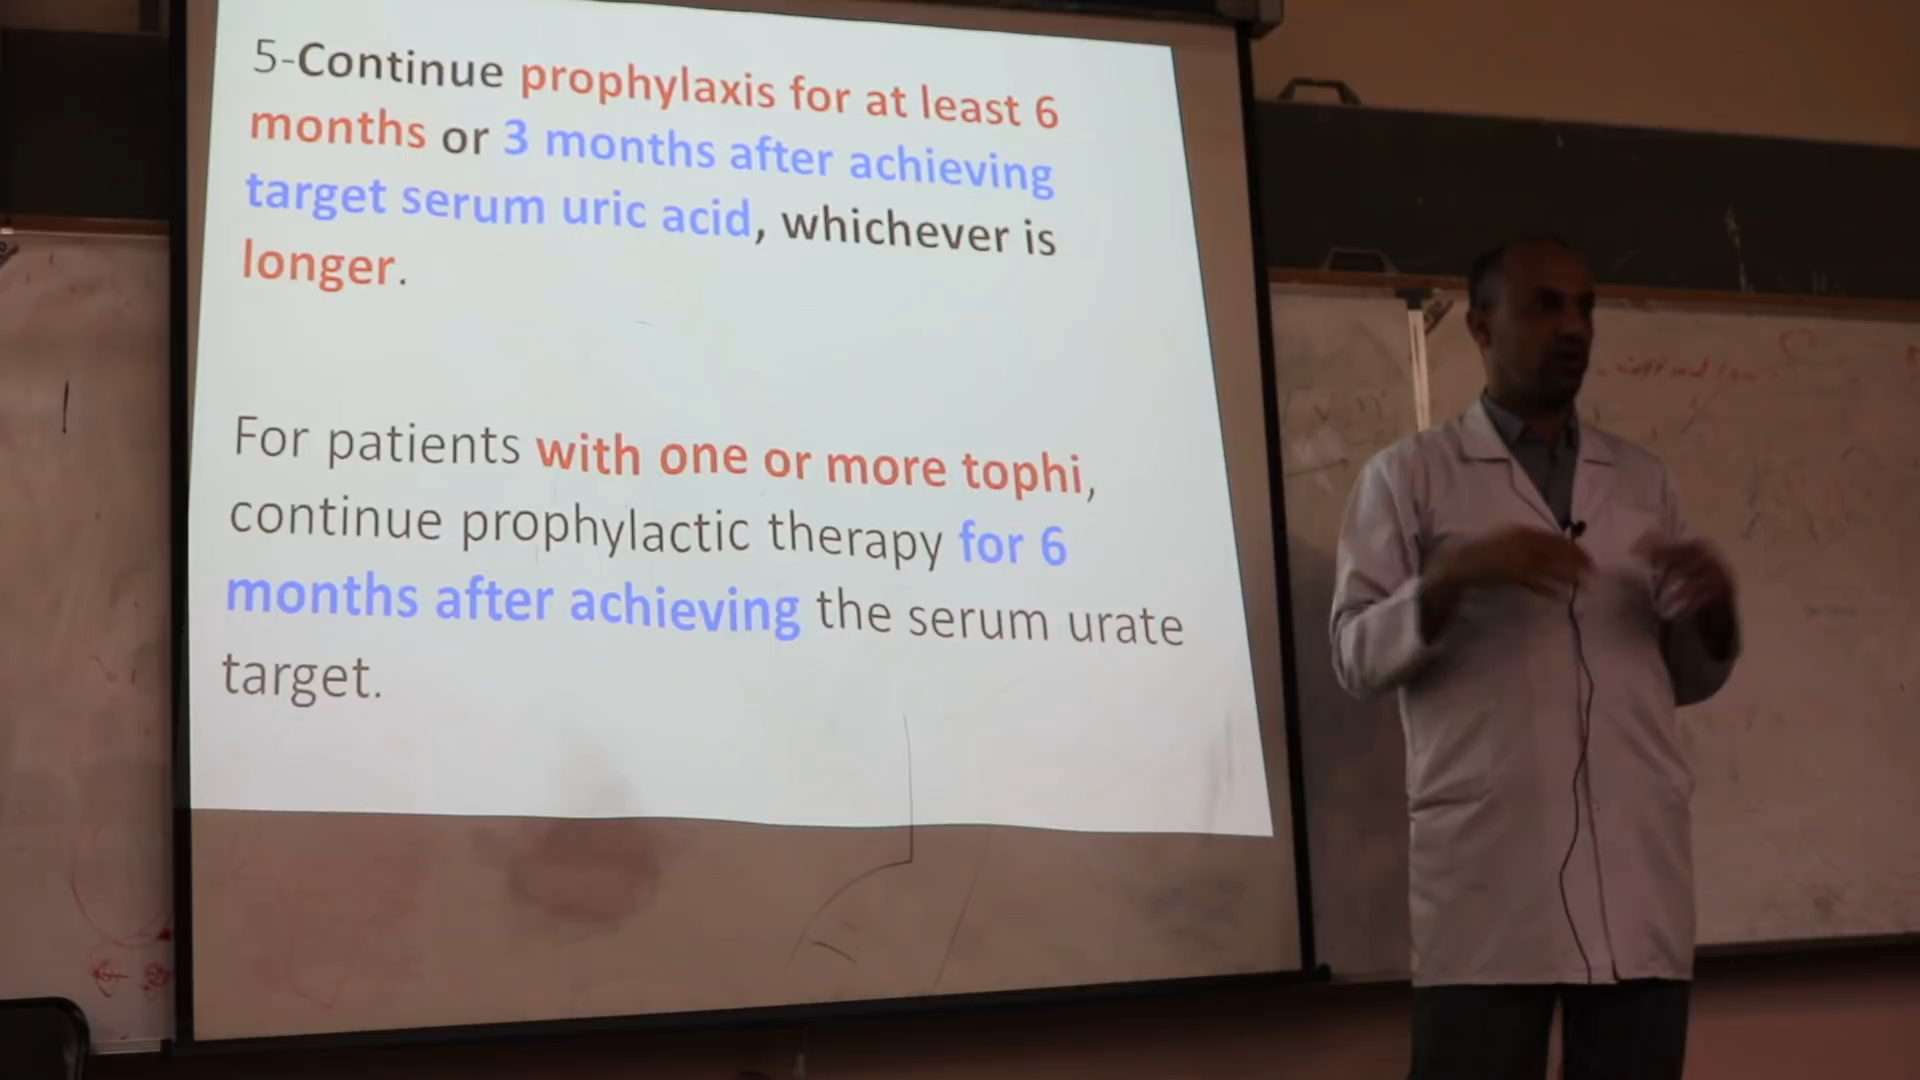 5-Continue prophylaxis for at least 6
months or 3 months after achieving
target serum uric acid, whichever is
longer.
For patients with one or more tophi,
continue prophylactic therapy for 6
months after achieving the serum urate
target.